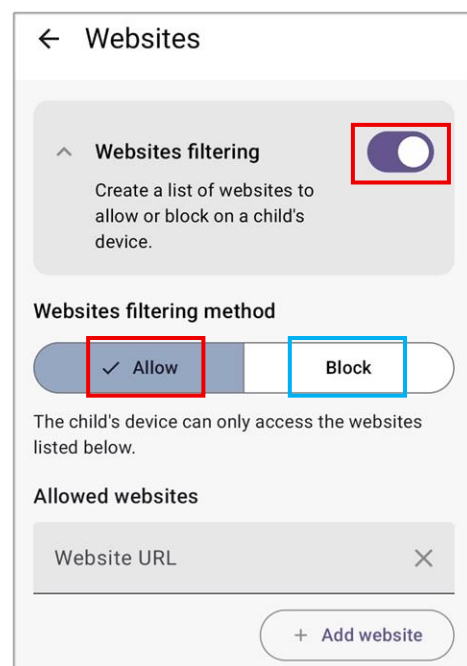 Websites
Websites filtering
Create a list of websites to
allow or block on a child's
device.
Websites filtering method
Allow
Block
The child's device can only access the websites
listed below.
Allowed websites
Website URL
+ Add website